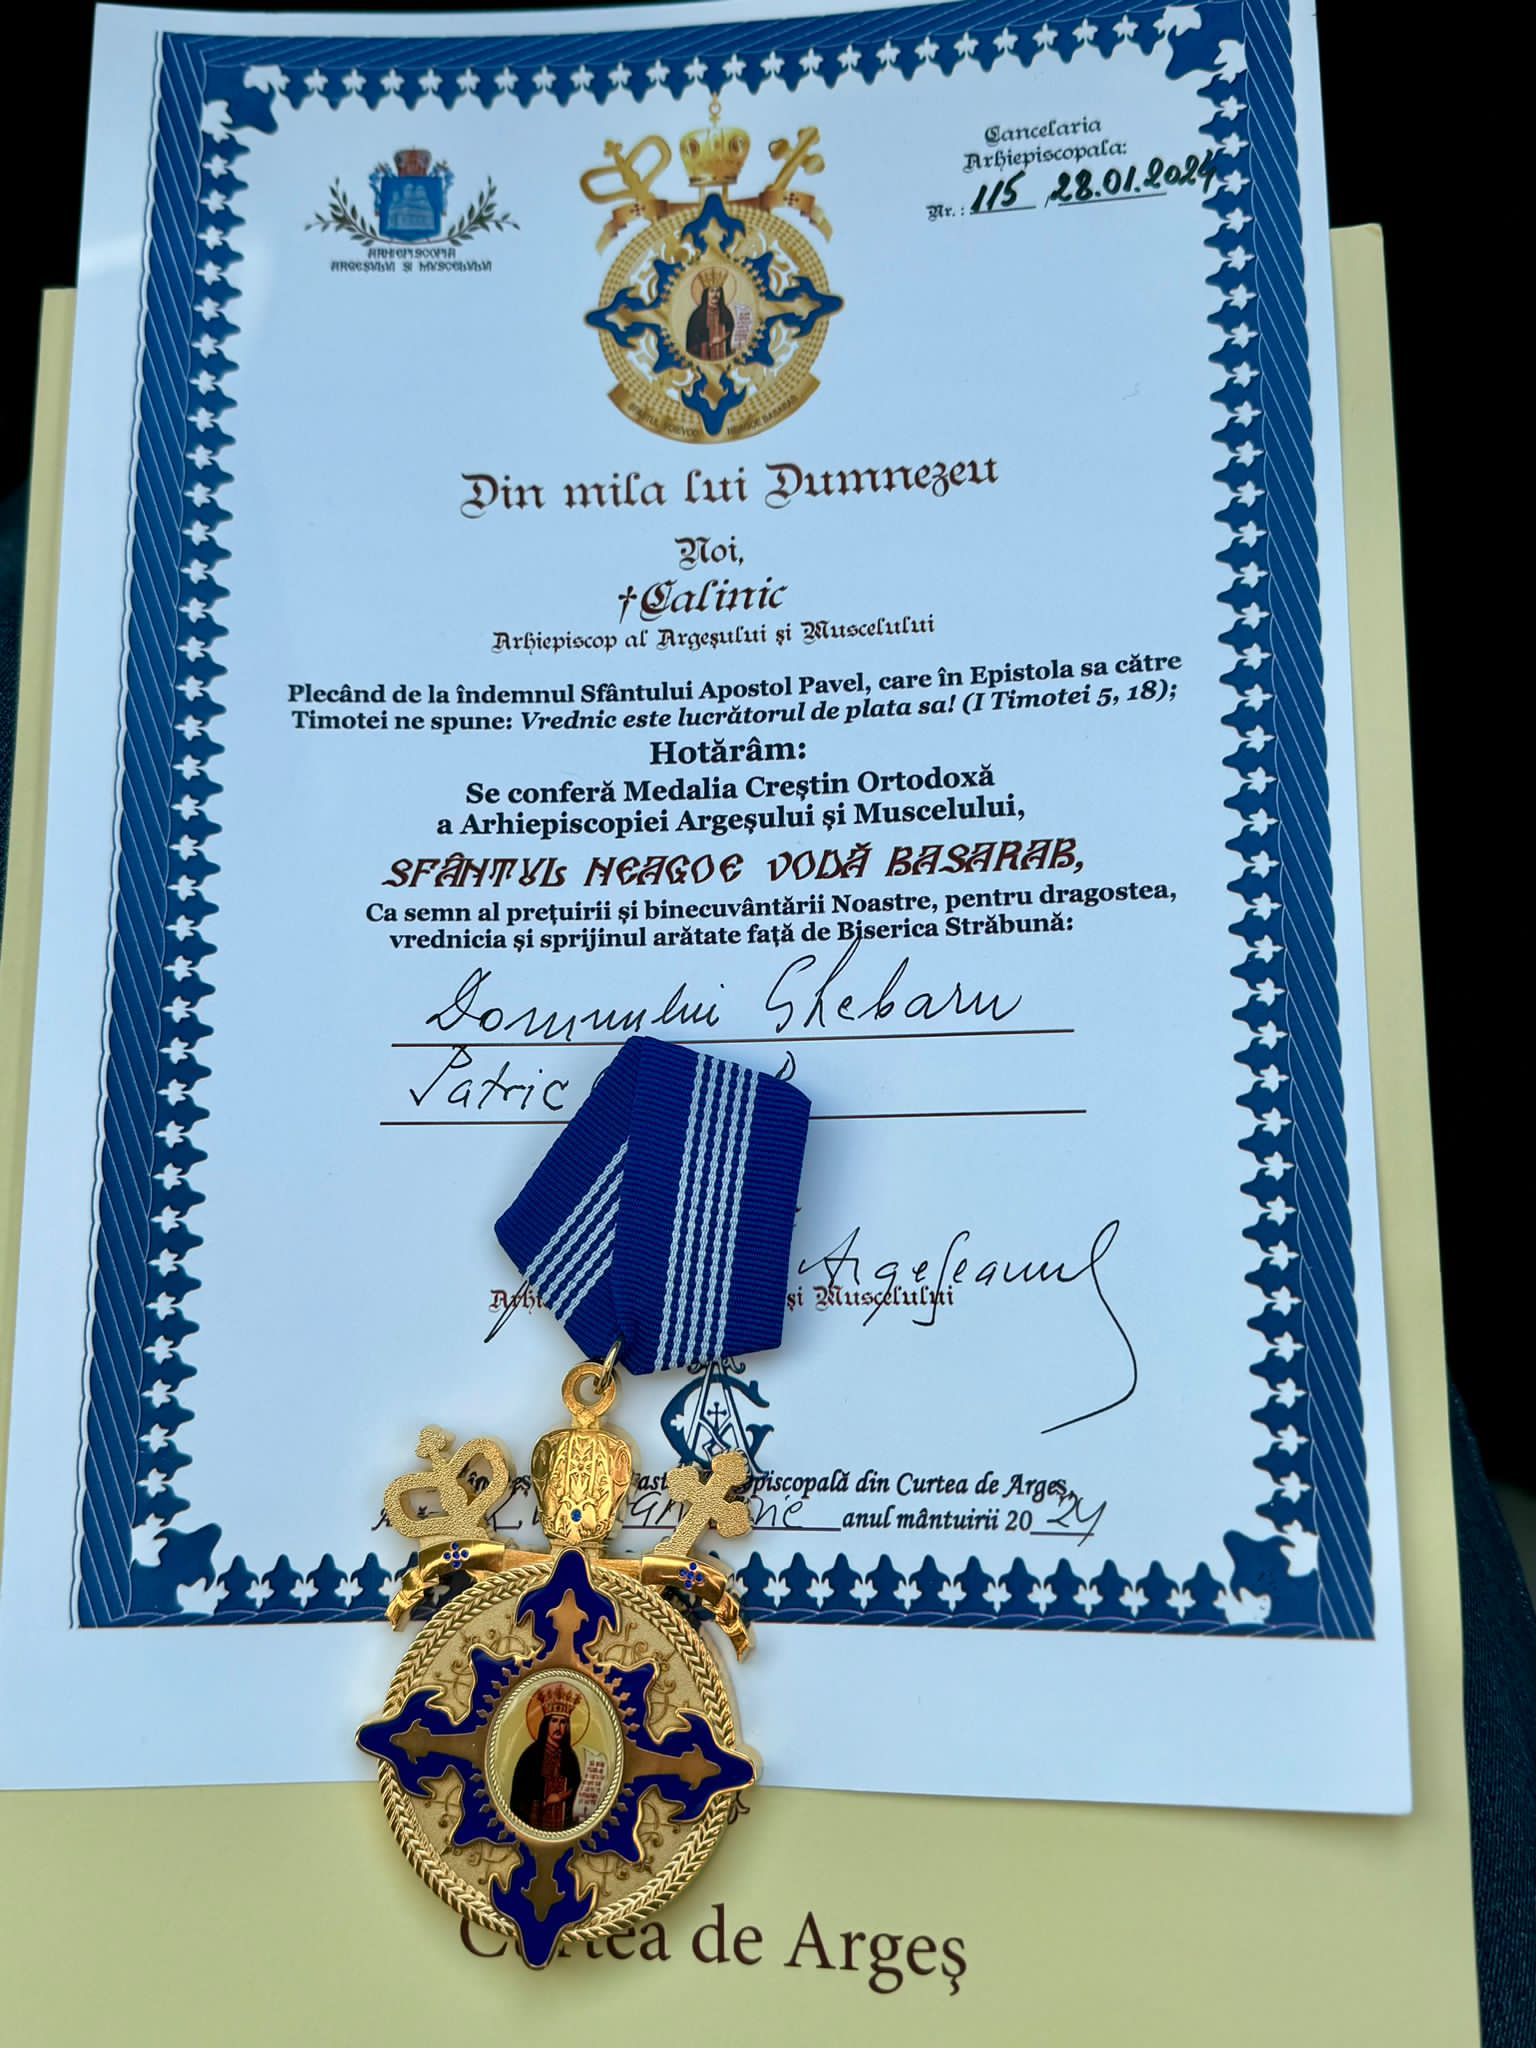 ARHIEPISCOPIA
ARGEȘULUI ȘI MUSCELULUI
Cancelaria
Arhiepiscopala:
Nr.: 115, 28.01.2024
NEAGOE BASARAB
Din mila lui Dumnezeu
Noi,
†Calinic
Arhiepiscop al Argeșului și Muscelului
Plecând de la îndemnul Sfântului Apostol Pavel, care în Epistola sa către
Timotei ne spune: Vrednic este lucrătorul de plata sa! (I Timotei 5, 18);
Hotărâm:
Se conferă Medalia Creștin Ortodoxă
a Arhiepiscopiei Argeșului și Muscelului,
SFÂNTUL NEAGOE VODĂ BASARAB,
Ca semn al prețuirii și binecuvântării Noastre, pentru dragostea,
vrednicia și sprijinul arătate față de Biserica Străbună:
Domnului Ghebaru
Patric
Argeșeanul
și Muscelului
din Curtea de Argeș,
anul mântuirii 2024
de Argeș